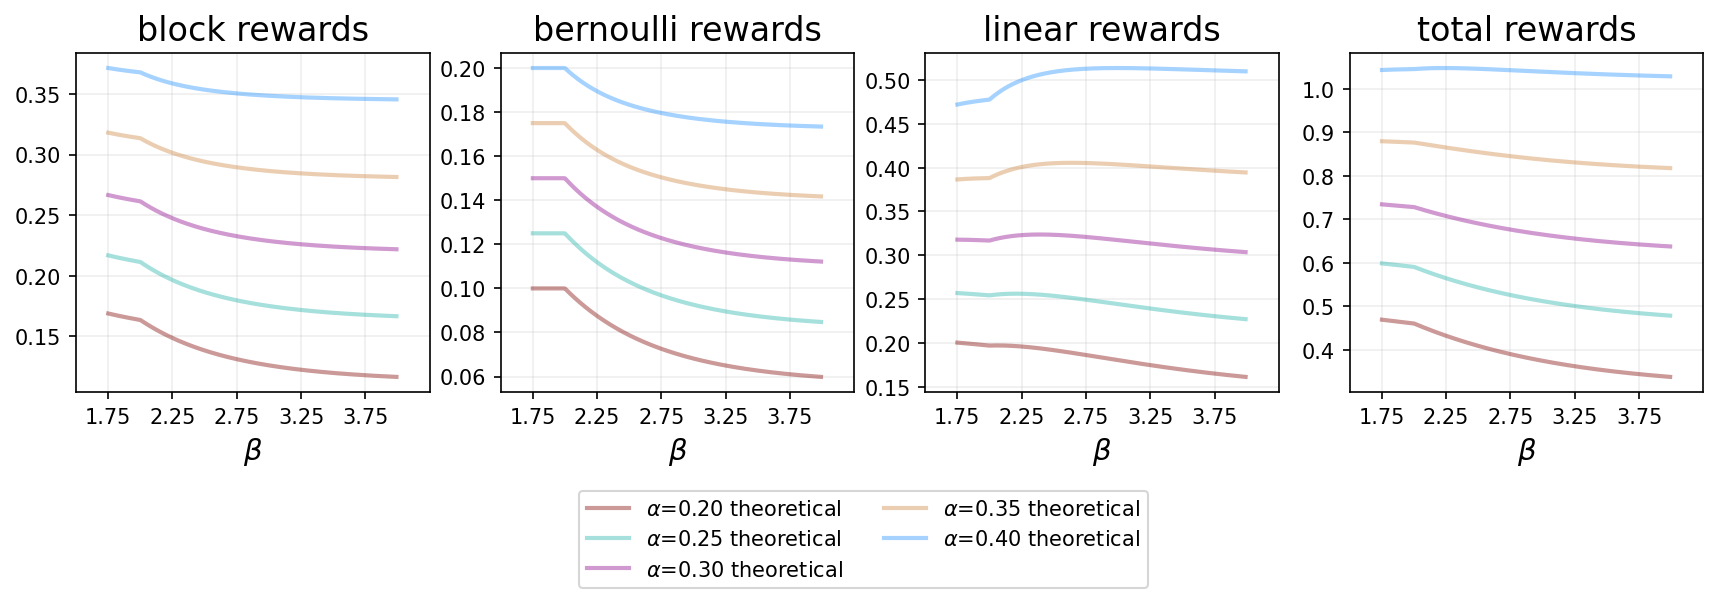 block rewards
0.35
0.30
0.25
0.20
0.15
1.75 2.25 2.75 3.25 3.75
β
bernoulli rewards
0.20
0.18
0.16
0.14
0.12
0.10
0.08
0.06
1.75 2.25 2.75 3.25 3.75
β
linear rewards
0.50
0.45
0.40
0.35
0.30
0.25
0.20
0.15
1.75 2.25 2.75 3.25 3.75
β
total rewards
1.0
0.9
0.8
0.7
0.6
0.5
0.4
1.75 2.25 2.75 3.25 3.75
β
α=0.20 theoretical
α=0.25 theoretical
α=0.30 theoretical
α=0.35 theoretical
α=0.40 theoretical